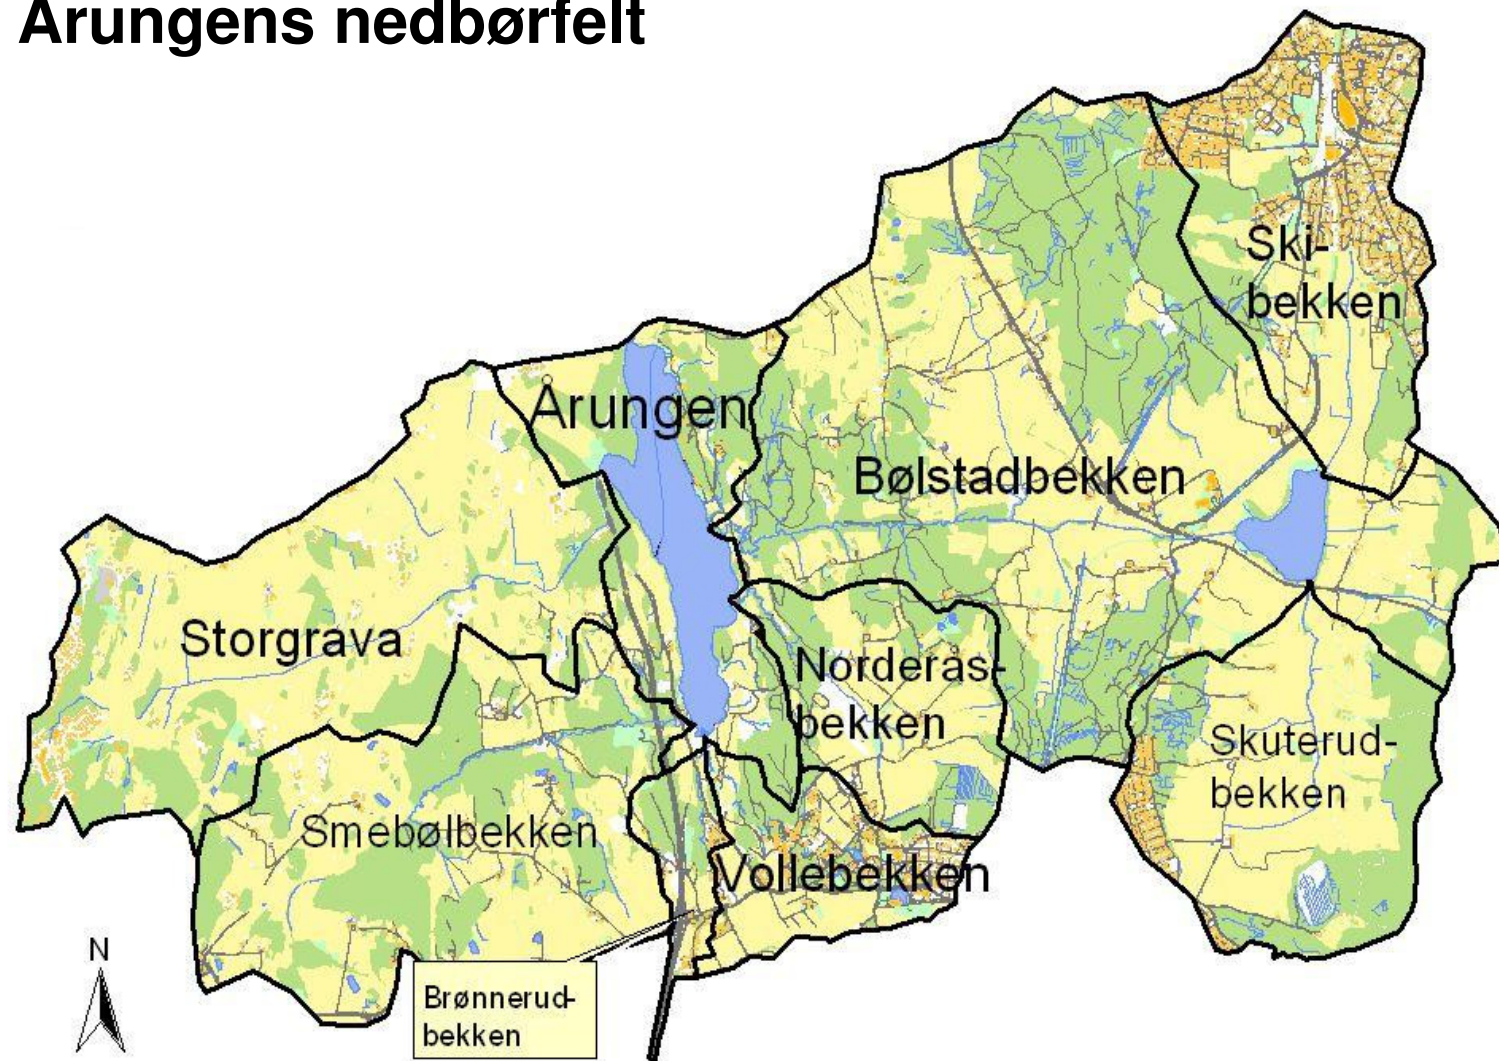 Årungens nedbørfelt
Ski-
bekken
Årungen
Bølstadbekken
Storgrava
Norderås-
bekken
Skuterud-
bekken
Smebølbekken
Vollebekken
N
Brønnerud-
bekken